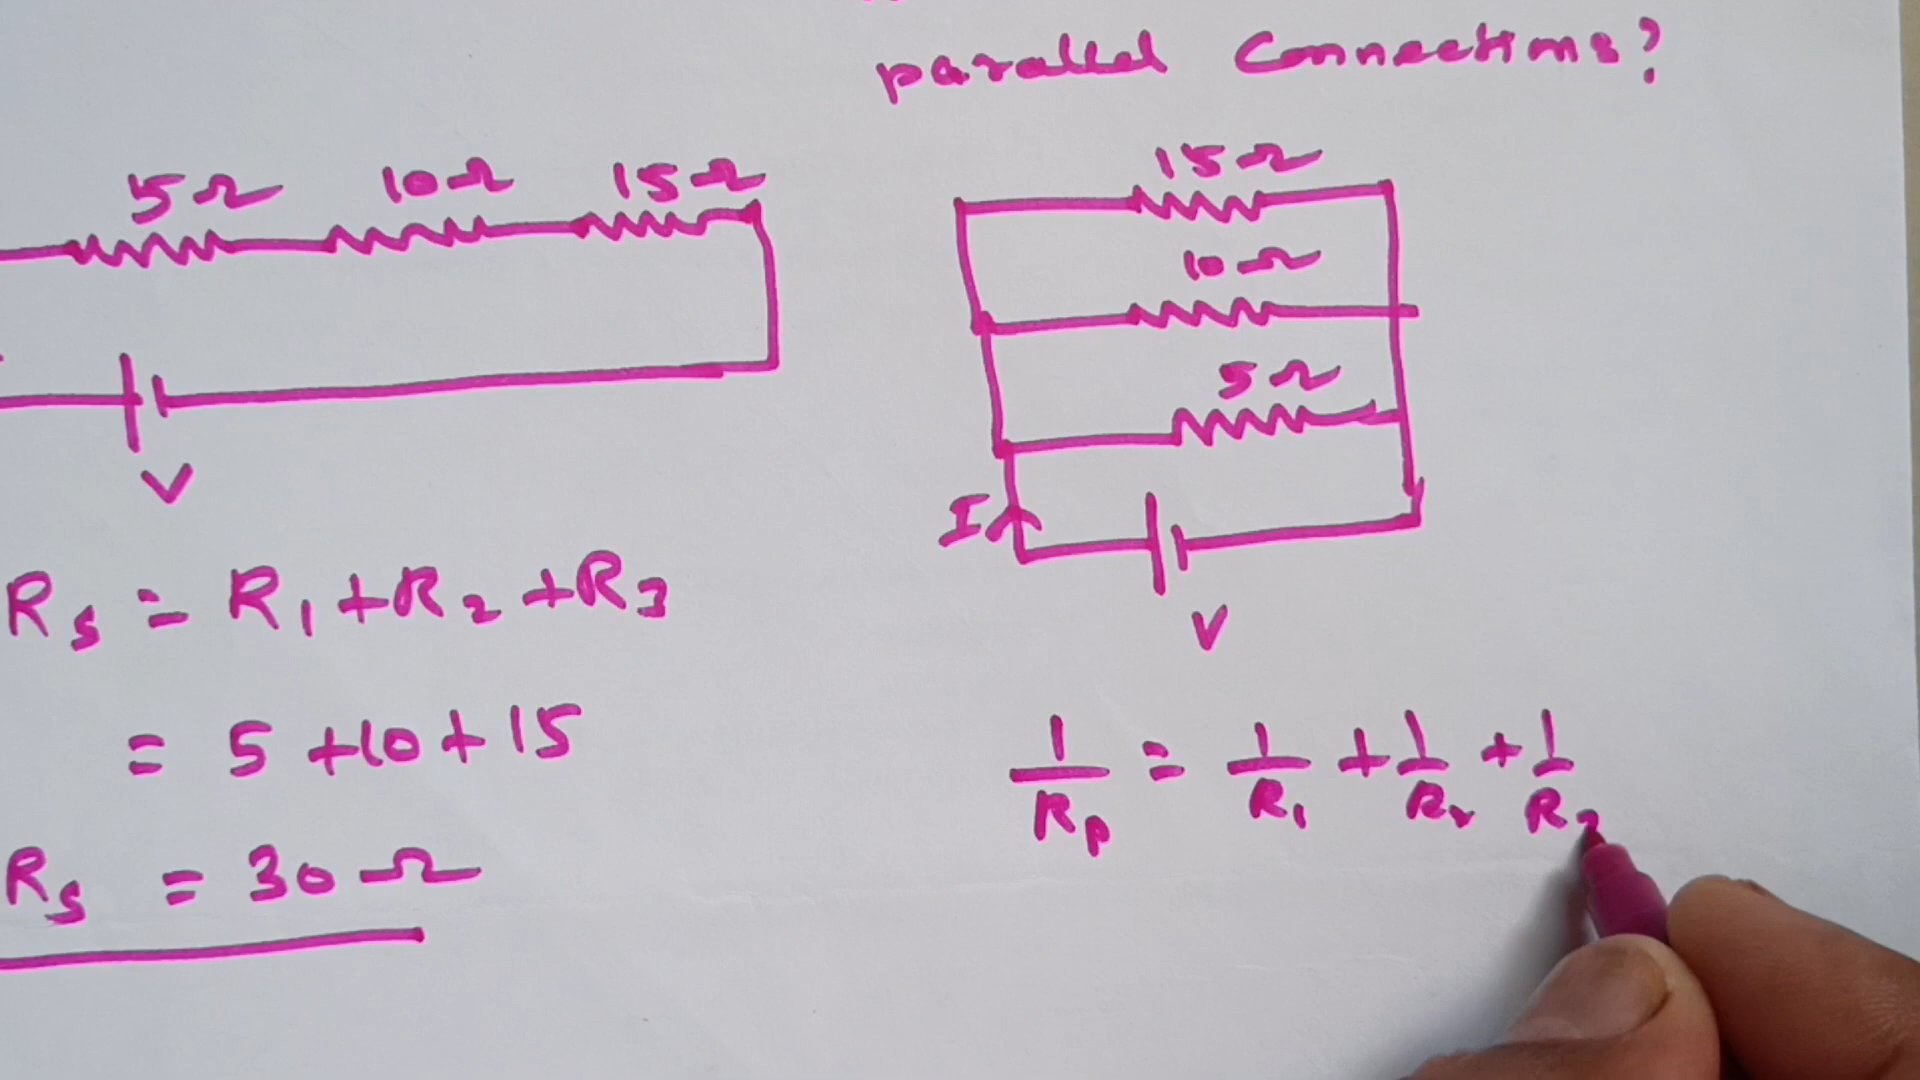 parallel Connections?
5Ω 10Ω 15Ω
V
Rs = R1 + R2 + R3
= 5 + 10 + 15
Rs = 30Ω
15Ω
10Ω
5Ω
I
V
1/Rp = 1/R1 + 1/R2 + 1/R3